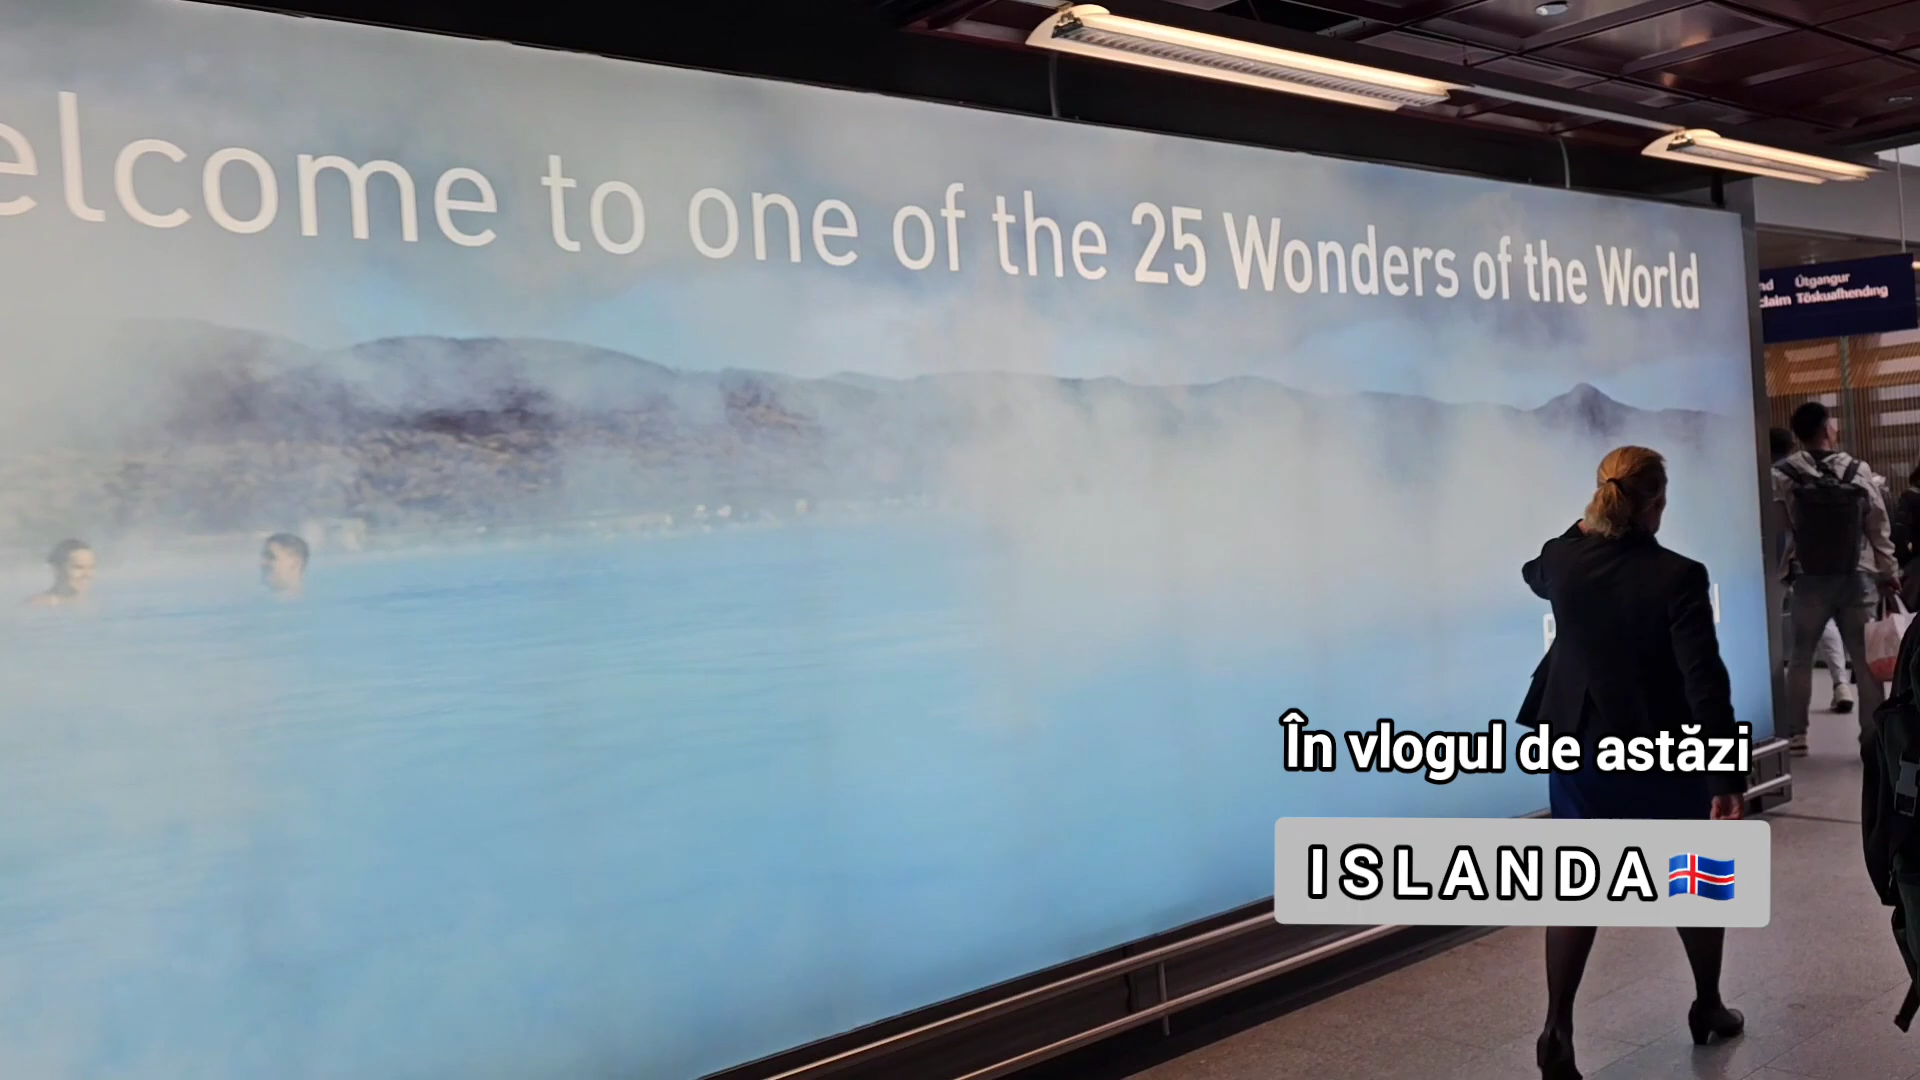 elcome to one of the 25 Wonders of the World
Útgangur
Töskuafhending
În vlogul de astăzi
ISLANDA